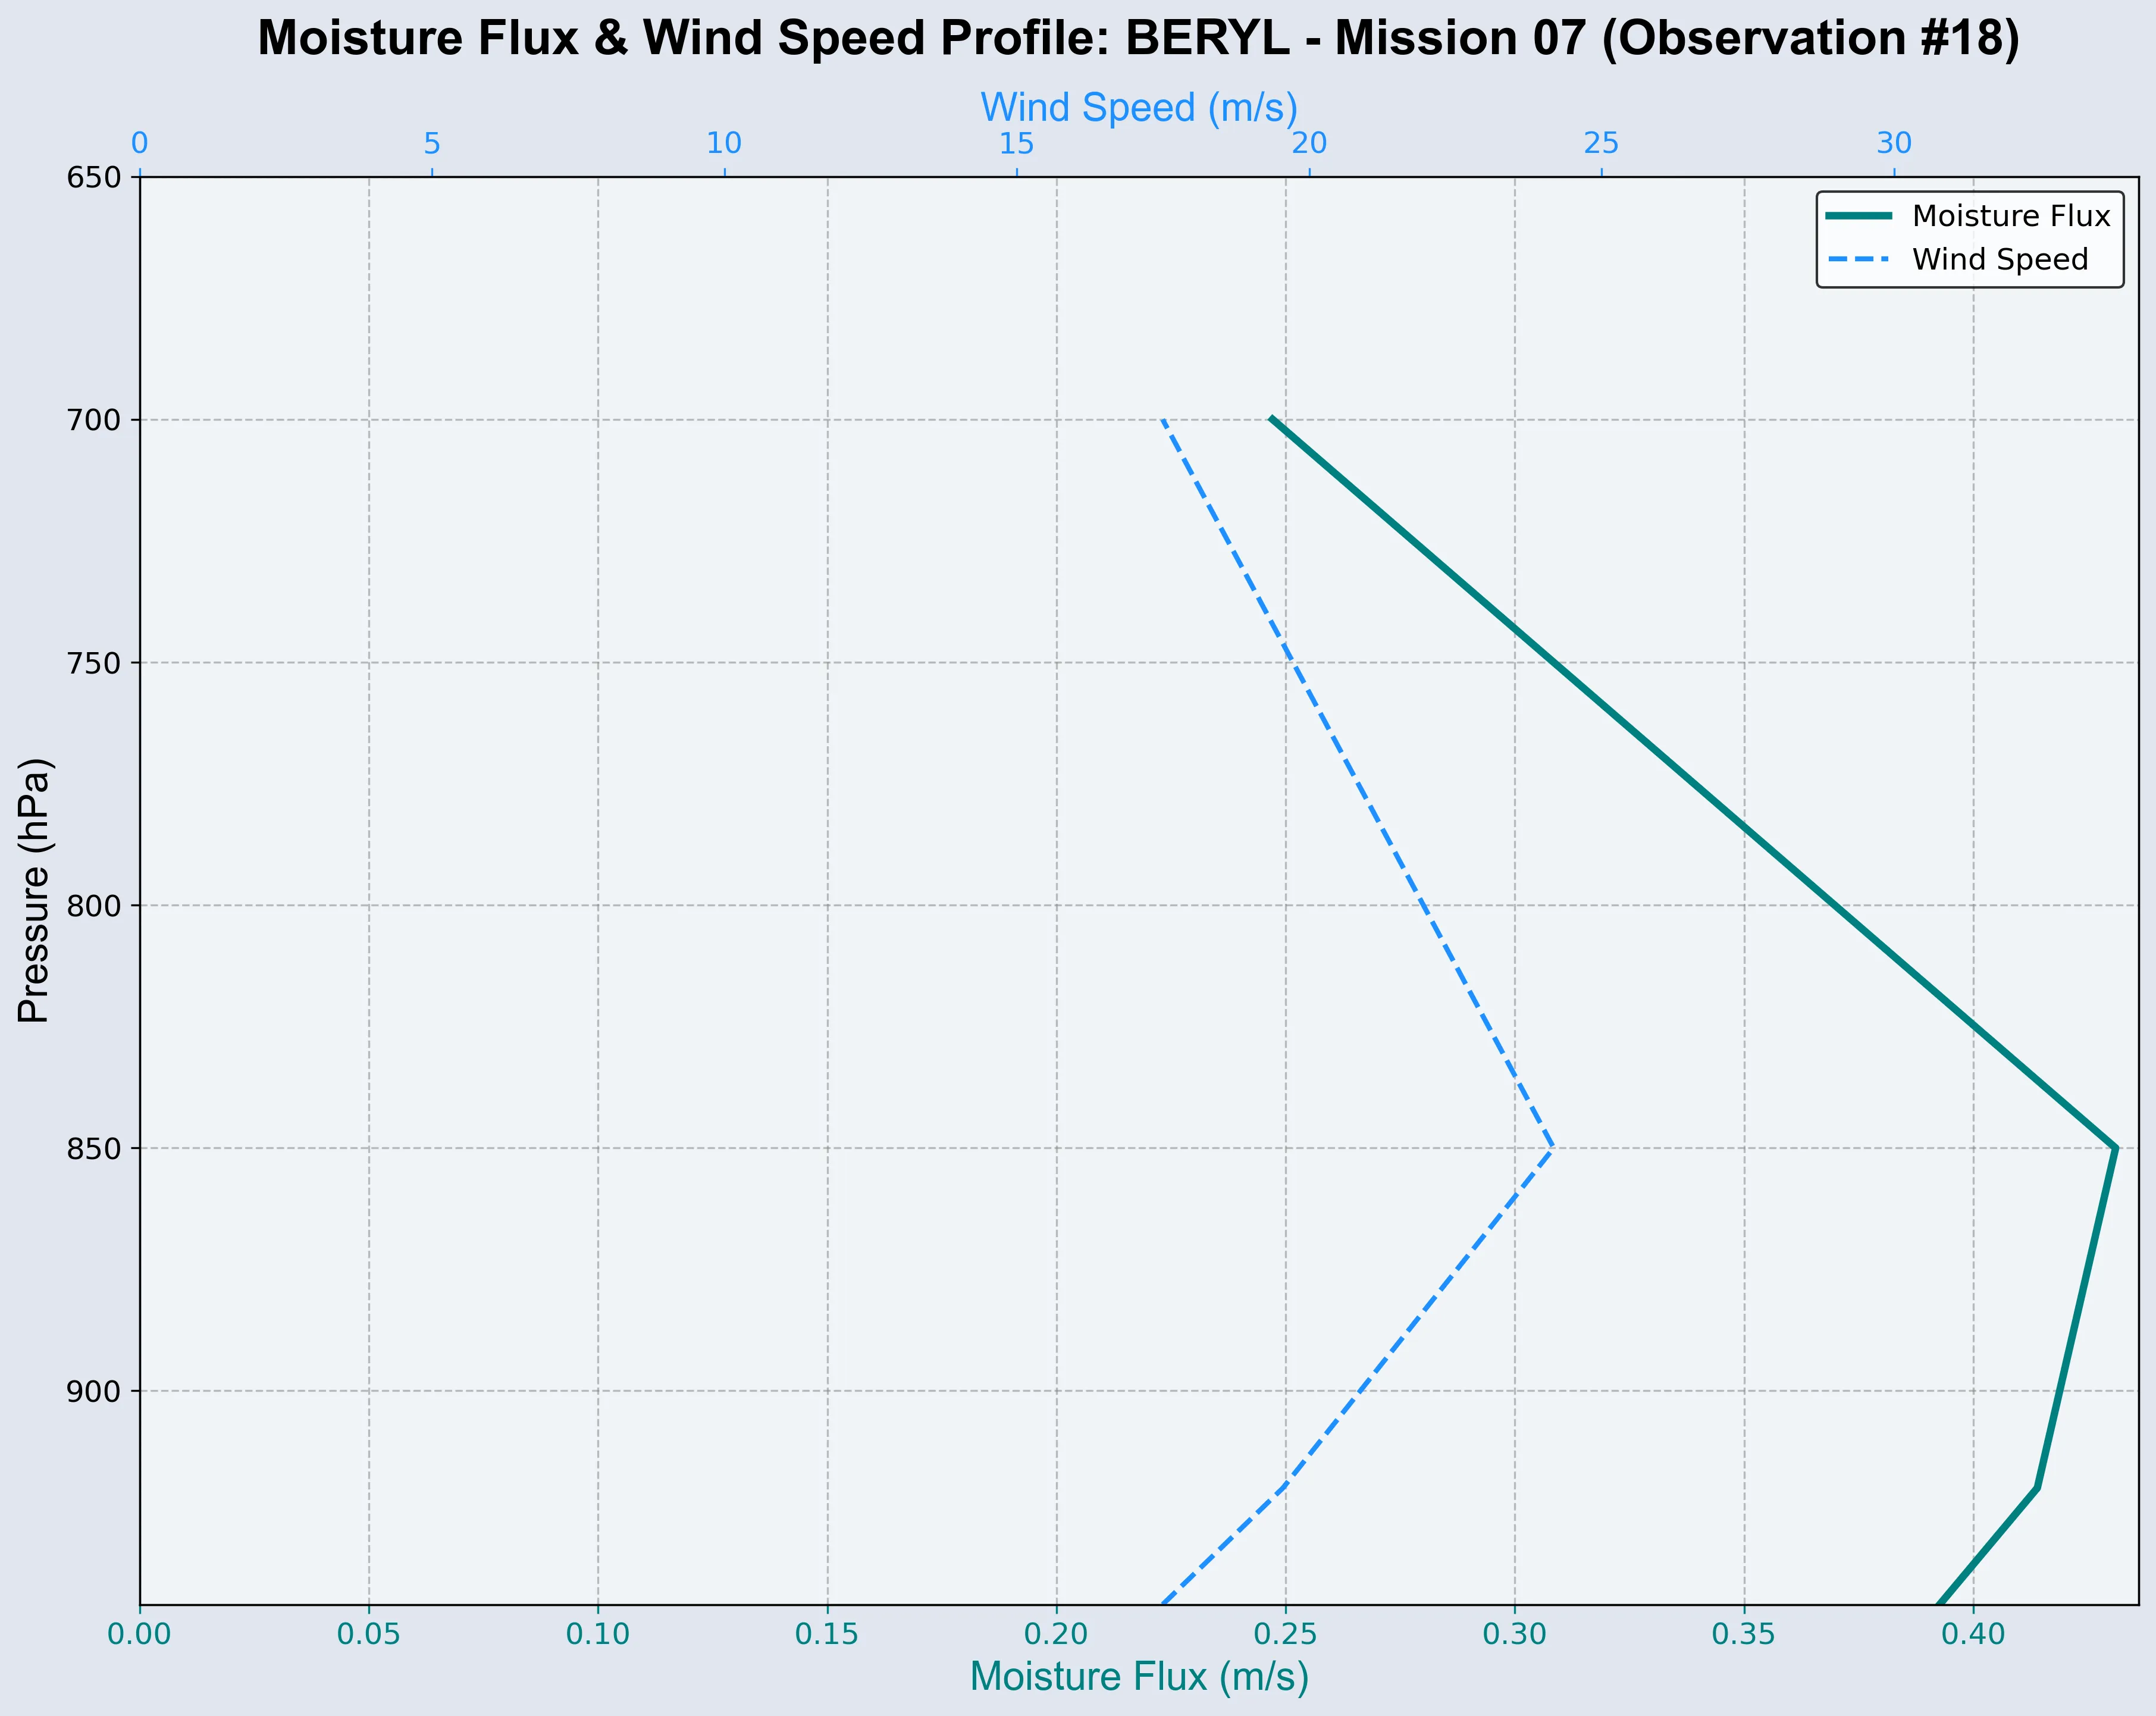 Moisture Flux & Wind Speed Profile: BERYL - Mission 07 (Observation #18)
Wind Speed (m/s)
0 5 10 15 20 25 30
Moisture Flux
Wind Speed
Pressure (hPa)
650
700
750
800
850
900
0.00 0.05 0.10 0.15 0.20 0.25 0.30 0.35 0.40
Moisture Flux (m/s)